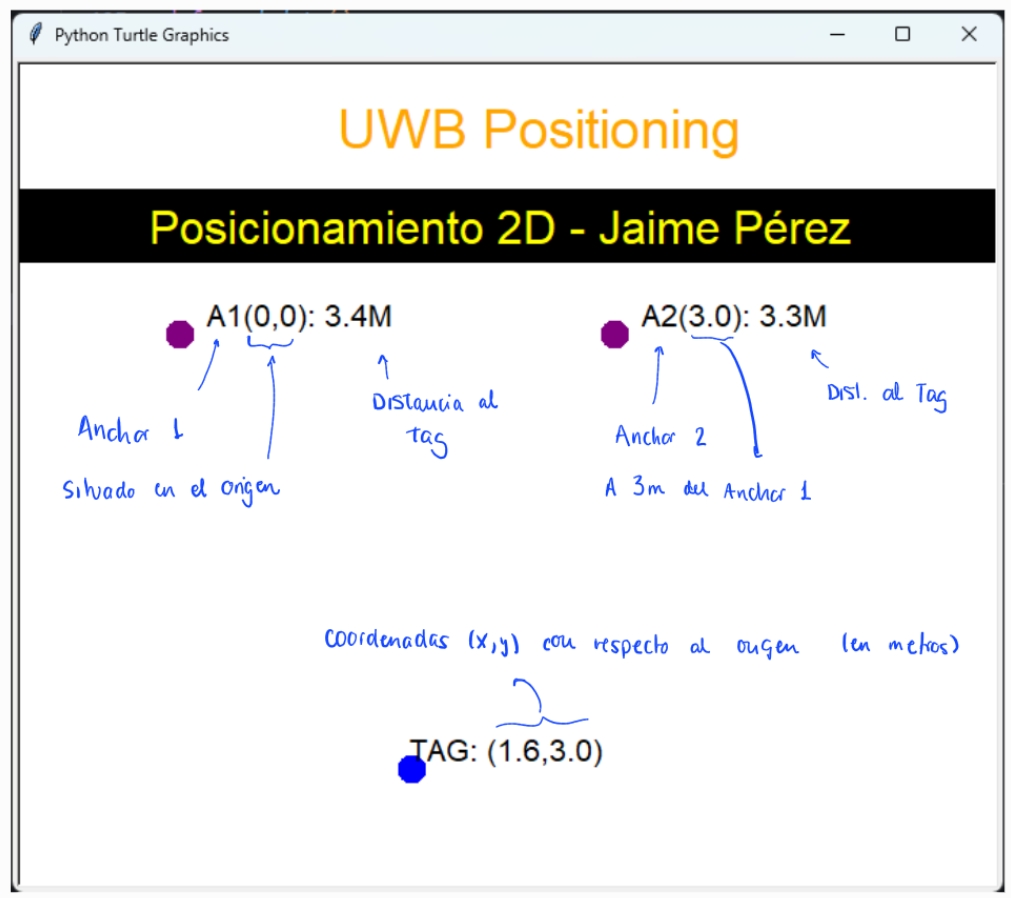 Python Turtle Graphics
UWB Positioning
Posicionamiento 2D - Jaime Pérez
A1(0,0): 3.4M
A2(3.0): 3.3M
Distancia al
Tag
Dist. al Tag
Anchor 1
Anchor 2
Situado en el origen
A 3m del Anchor 1
Coordenadas (x,y) con respecto al origen (en metros)
TAG: (1.6,3.0)